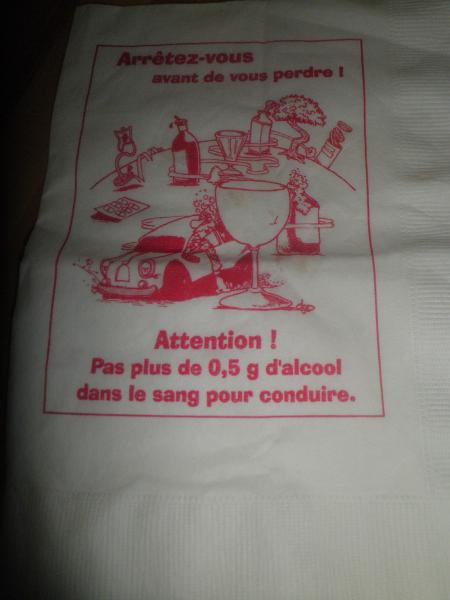 Arrêtez-vous
avant de vous perdre !
Attention !
Pas plus de 0,5 g d'alcool
dans le sang pour conduire.